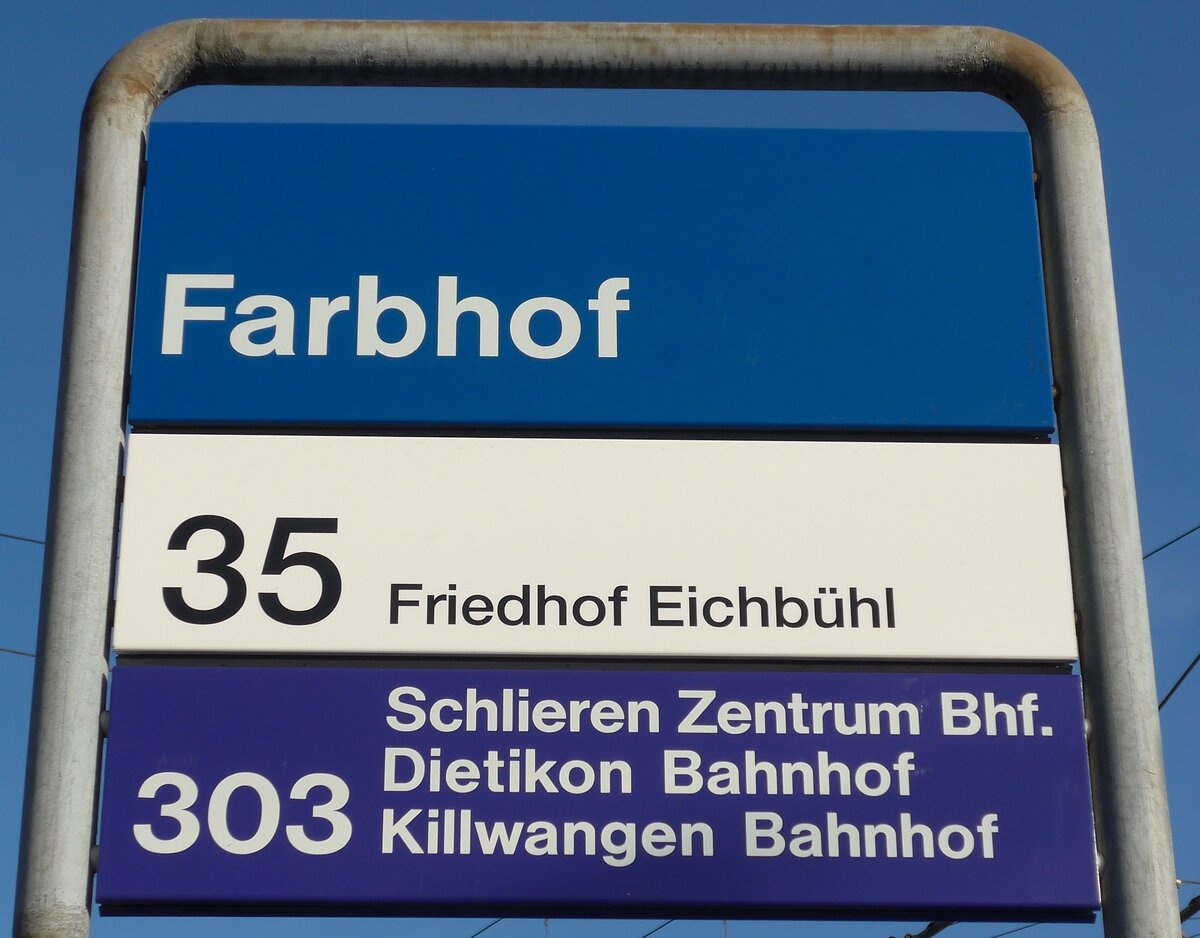 Farbhof
35 Friedhof Eichbühl
303 Schlieren Zentrum Bhf.
Dietikon Bahnhof
Killwangen Bahnhof